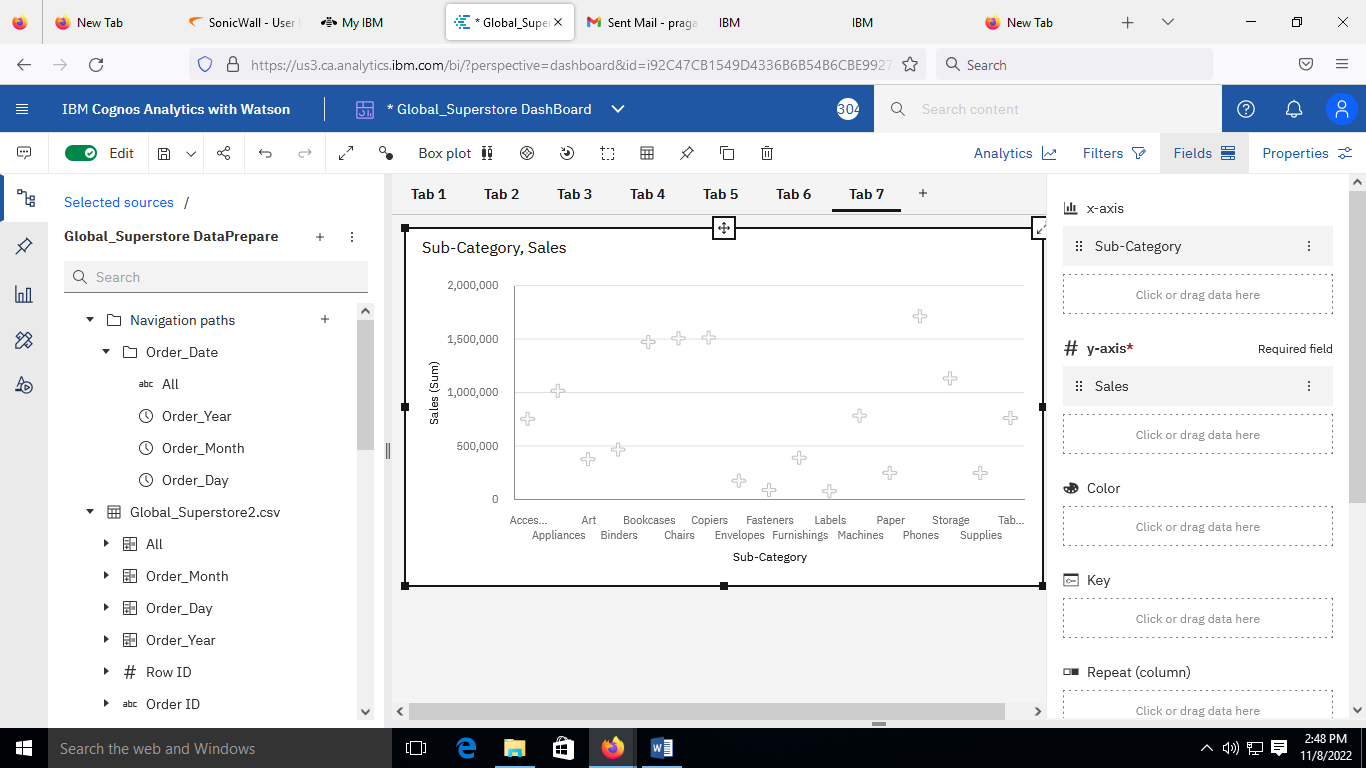 New Tab
SonicWall - User
My IBM
* Global_Super
Sent Mail - praga
IBM
IBM
New Tab
https://us3.ca.analytics.ibm.com/bi/?perspective=dashboard&id=i92C47CB1549D4336B6B54B6CBE9927
Search
IBM Cognos Analytics with Watson
* Global_Superstore DashBoard
304
Search content
Edit
Box plot
Analytics
Filters
Fields
Properties
Selected sources /
Global_Superstore DataPrepare
Search
Navigation paths
Order_Date
abc All
Order_Year
Order_Month
Order_Day
Global_Superstore2.csv
All
Order_Month
Order_Day
Order_Year
# Row ID
abc Order ID
Tab 1 Tab 2 Tab 3 Tab 4 Tab 5 Tab 6 Tab 7 +
Sub-Category, Sales
Sales (Sum)
2,000,000
1,500,000
1,000,000
500,000
0
Acces... Art Bookcases Copiers Fasteners Labels Paper Storage Tab...
Appliances Binders Chairs Envelopes Furnishings Machines Phones Supplies
Sub-Category
x-axis
Sub-Category
Click or drag data here
# y-axis* Required field
Sales
Click or drag data here
Color
Click or drag data here
Key
Click or drag data here
Repeat (column)
Click or drag data here
Search the web and Windows
2:48 PM
11/8/2022